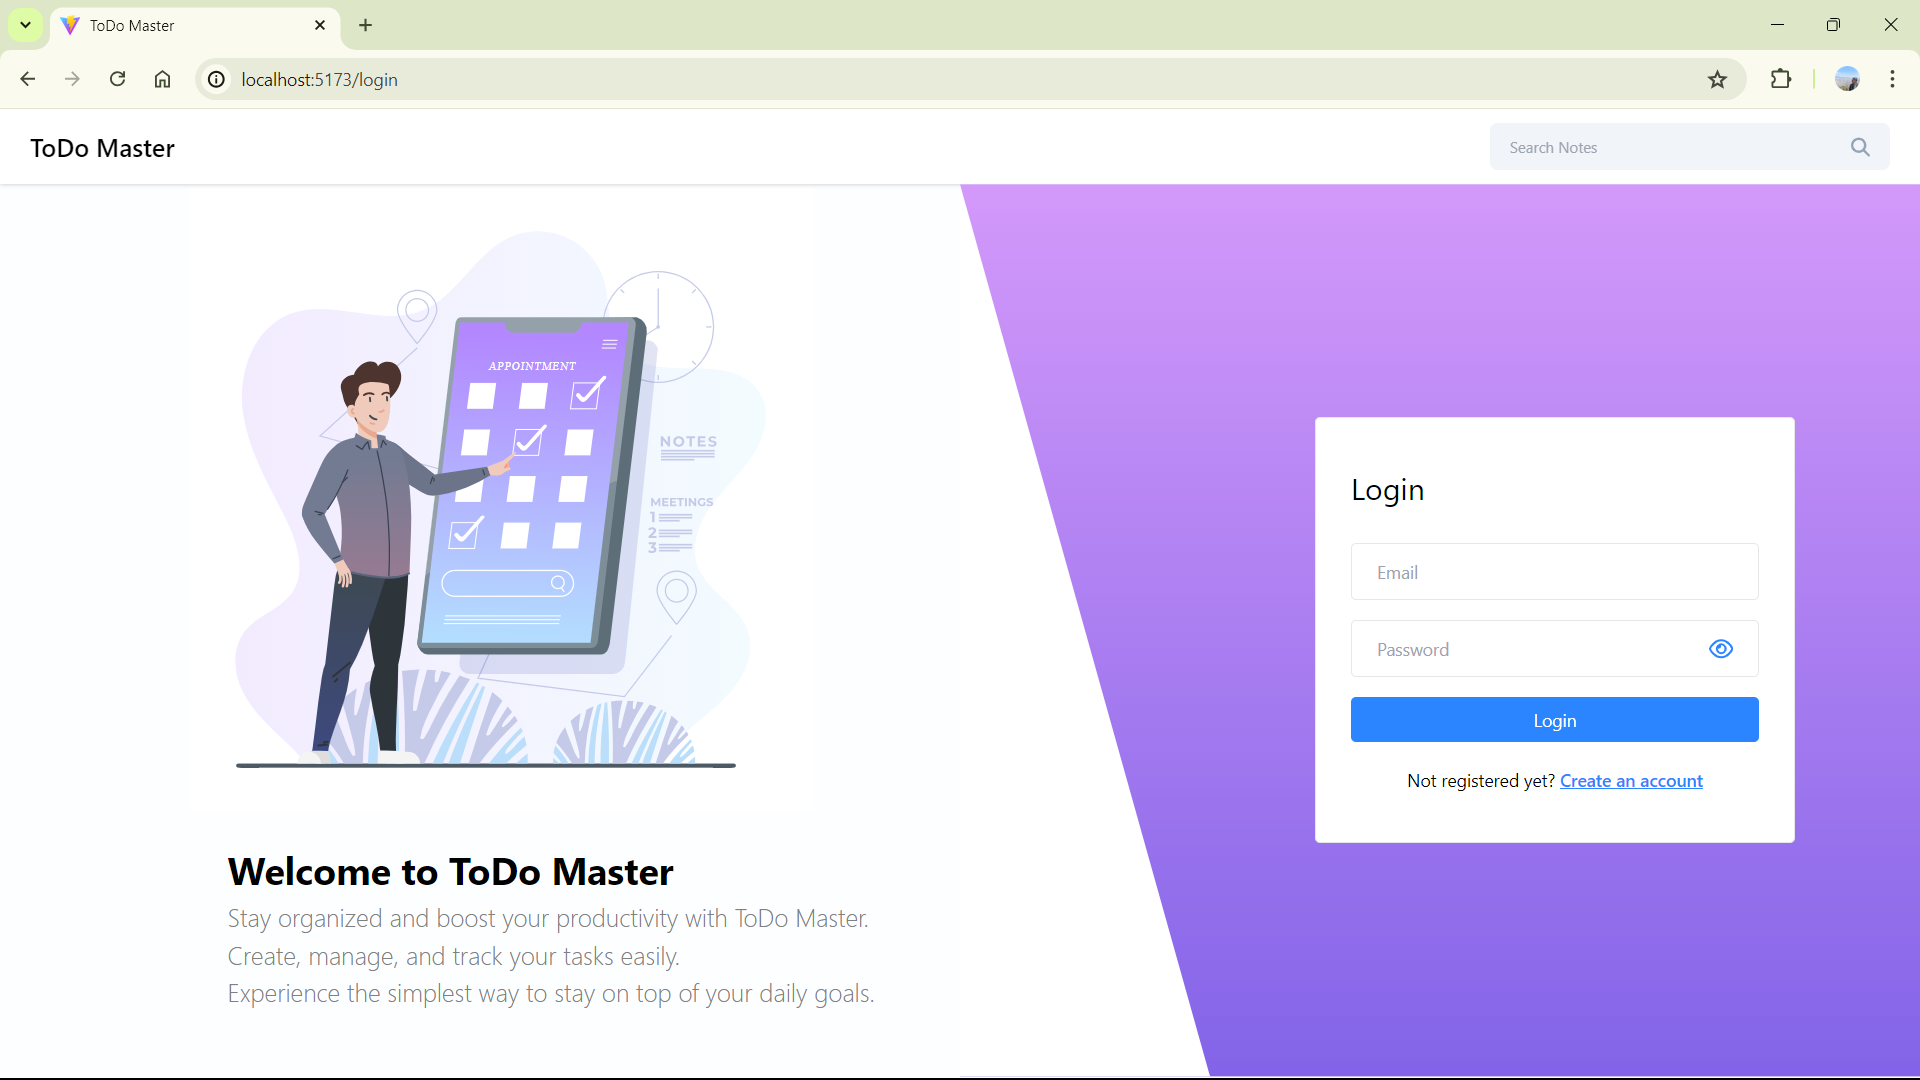 ToDo Master
localhost:5173/login
ToDo Master
Search Notes
APPOINTMENT
NOTES
MEETINGS
1
2
3
Welcome to ToDo Master
Stay organized and boost your productivity with ToDo Master.
Create, manage, and track your tasks easily.
Experience the simplest way to stay on top of your daily goals.
Login
Email
Password
Login
Not registered yet? Create an account